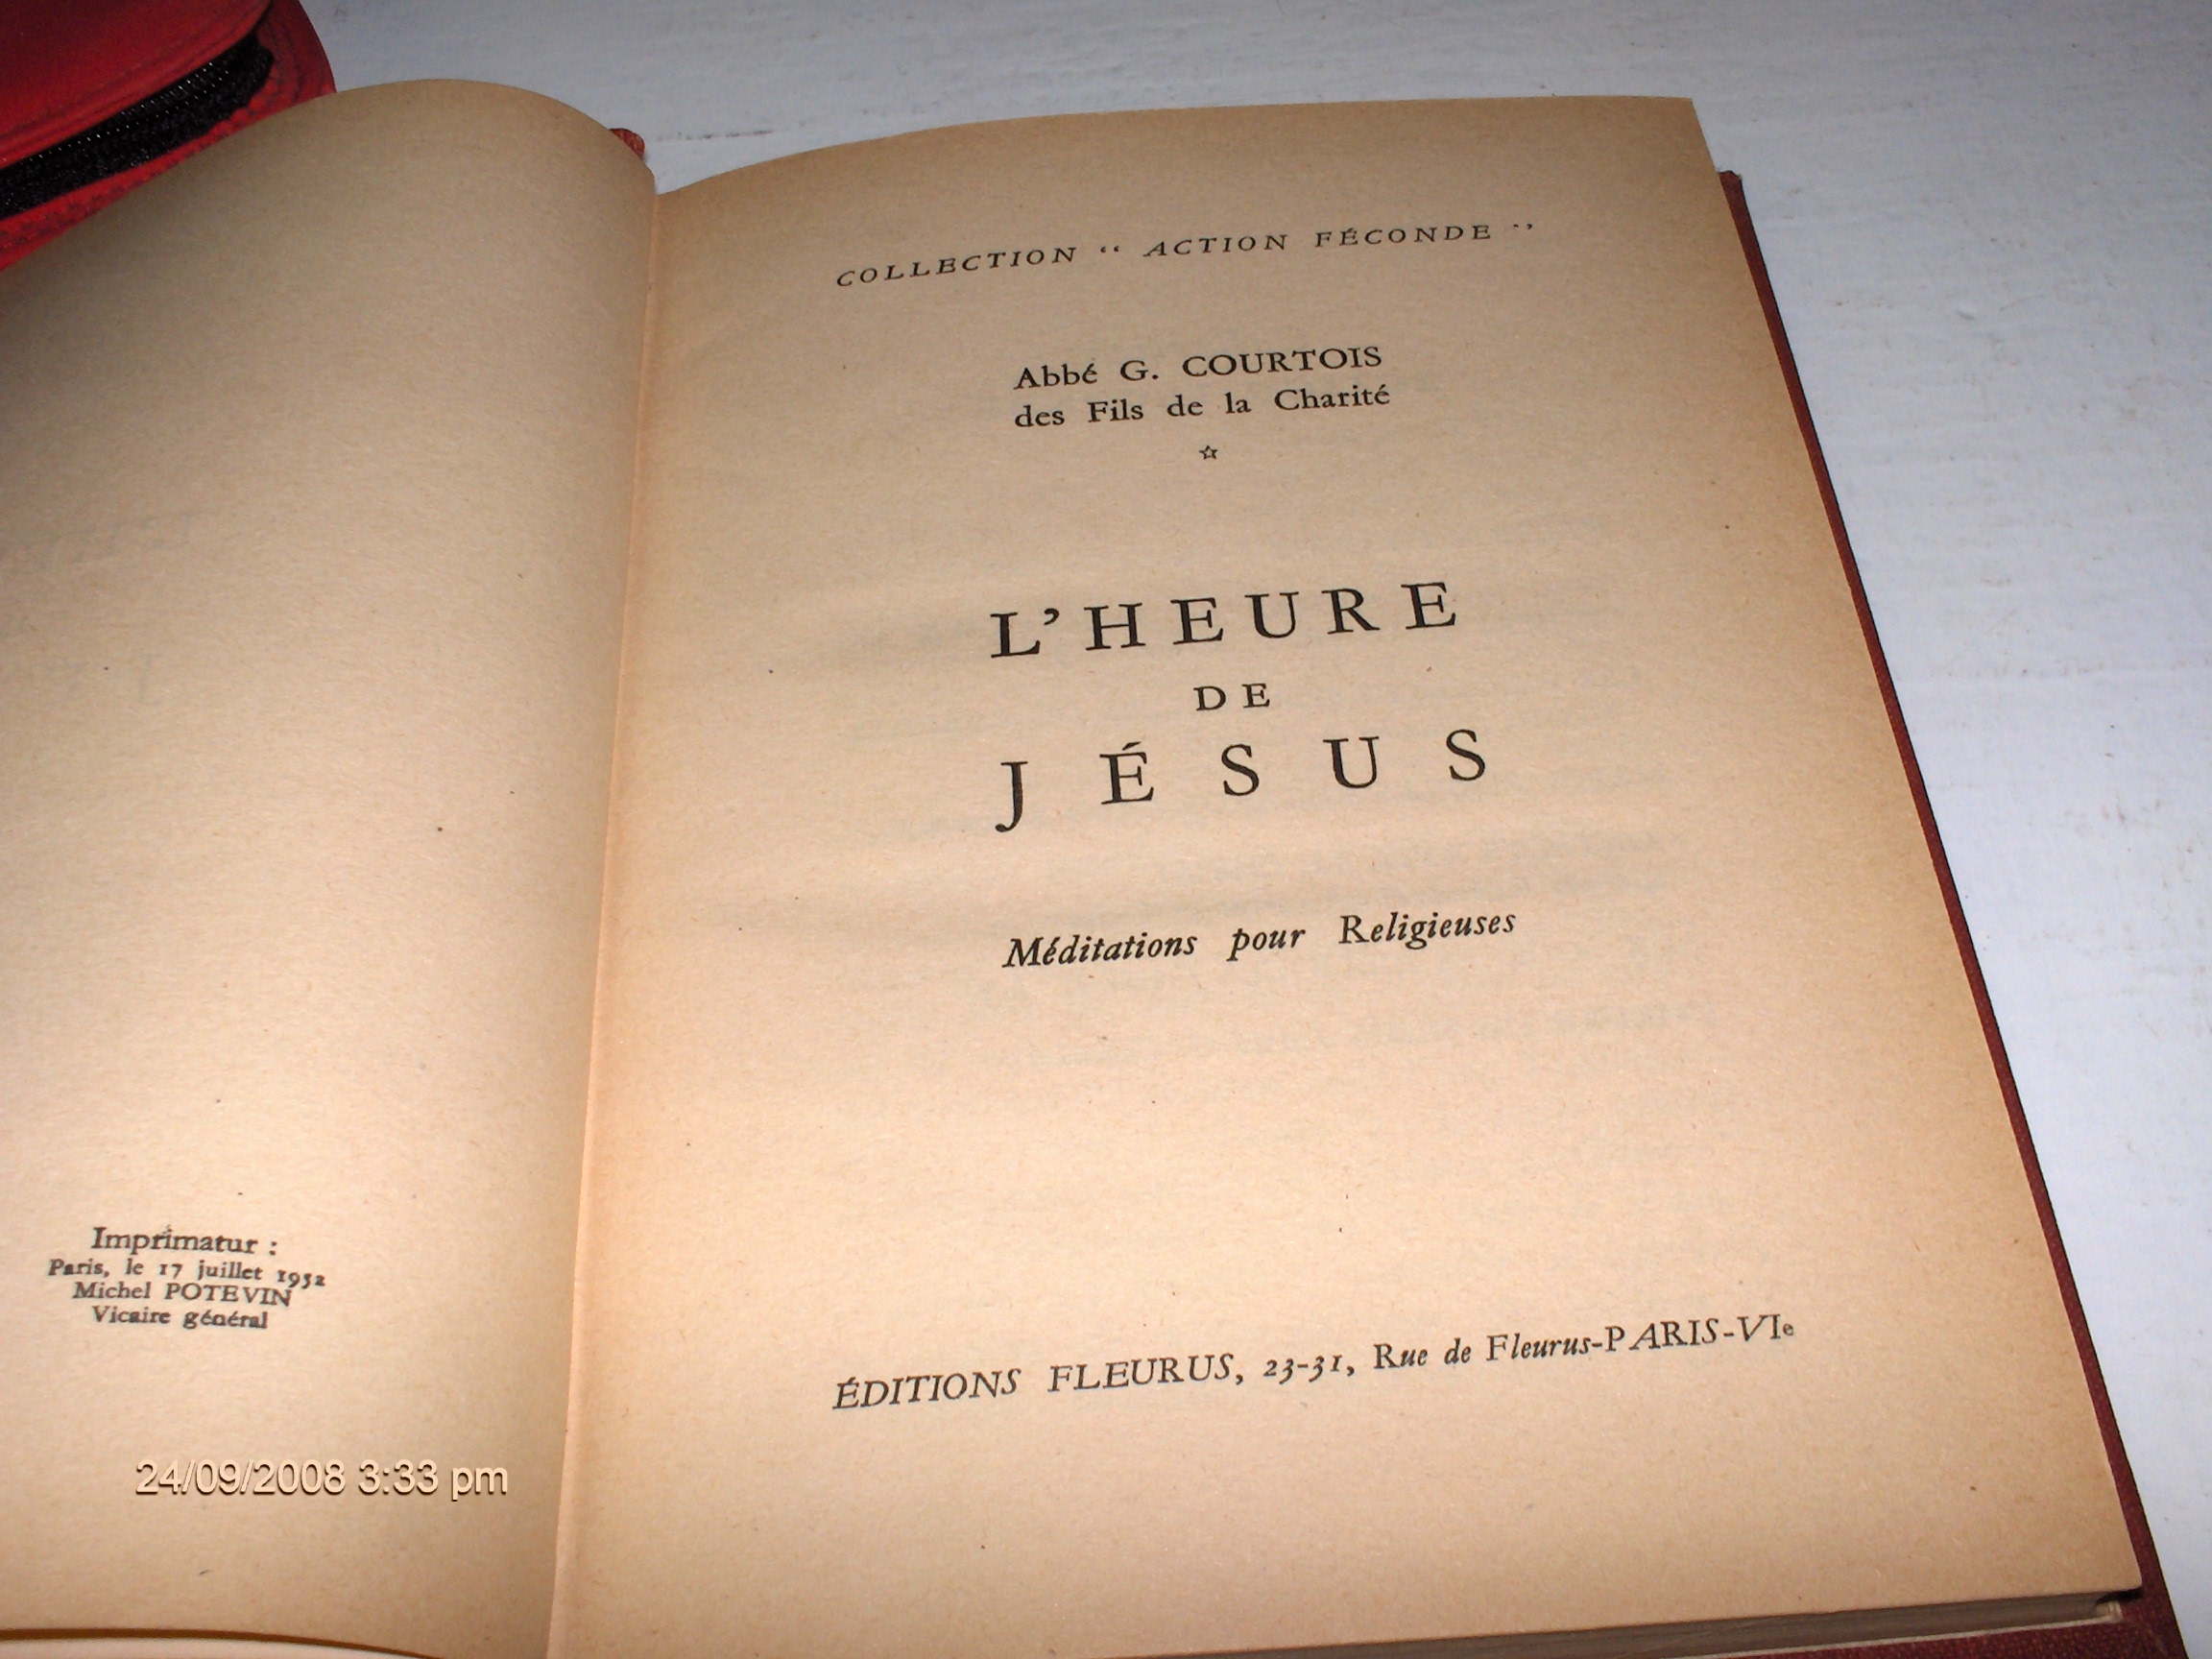 Imprimatur :
Paris, le 17 juillet 1952
Michel POTEVIN
Vicaire général
COLLECTION “ ACTION FÉCONDE ”
Abbé G. COURTOIS
des Fils de la Charité
☆
L’HEURE
DE
JÉSUS
Méditations pour Religieuses
ÉDITIONS FLEURUS, 23-31, Rue de Fleurus-PARIS-VIe
24/09/2008 3:33 pm